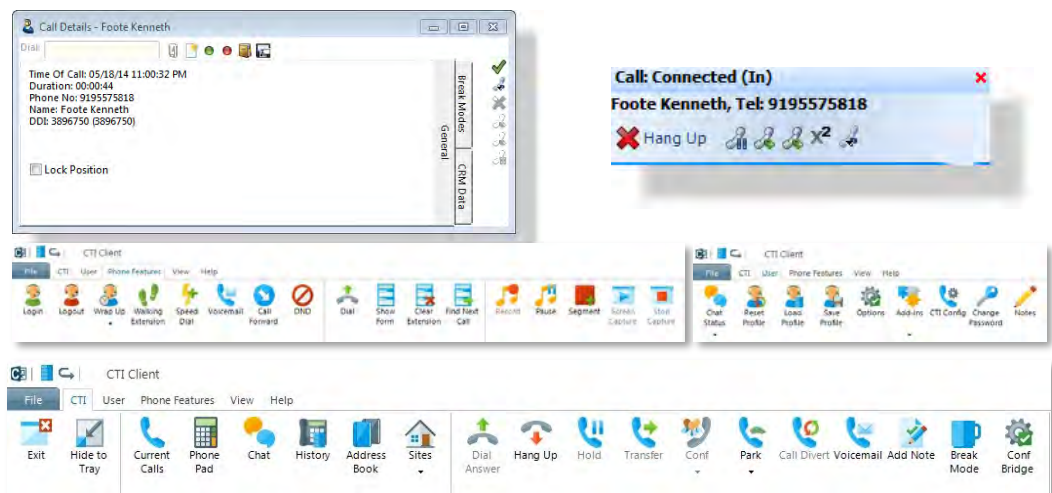 Call Details - Foote Kenneth
Disk
Time Of Call: 05/18/14 11:00:32 PM
Duration: 00:00:44
Phone No: 9195575818
Name: Foote Kenneth
DDI: 3896750 (3896750)
Lock Position
General
Break Modes
CRM Data
Call: Connected (In)
Foote Kenneth, Tel: 9195575818
Hang Up X²
CTI Client
File CTI User Phone Features View Help
Login Logout Wrap Up Walking Extension Speed Dial Voicemail Call Forward DND Dial Show Form Clear Extension Find Next Call Record Pause Segment Screen Capture Stop Capture
CTI Client
File CTI User Phone Features View Help
Chat Status Reset Profile Load Profile Save Profile Options Add-ins CTI Config Change Password Notes
CTI Client
File CTI User Phone Features View Help
Exit Hide to Tray Current Calls Phone Pad Chat History Address Book Sites Dial Answer Hang Up Hold Transfer Conf Park Call Divert Voicemail Add Note Break Mode Conf Bridge